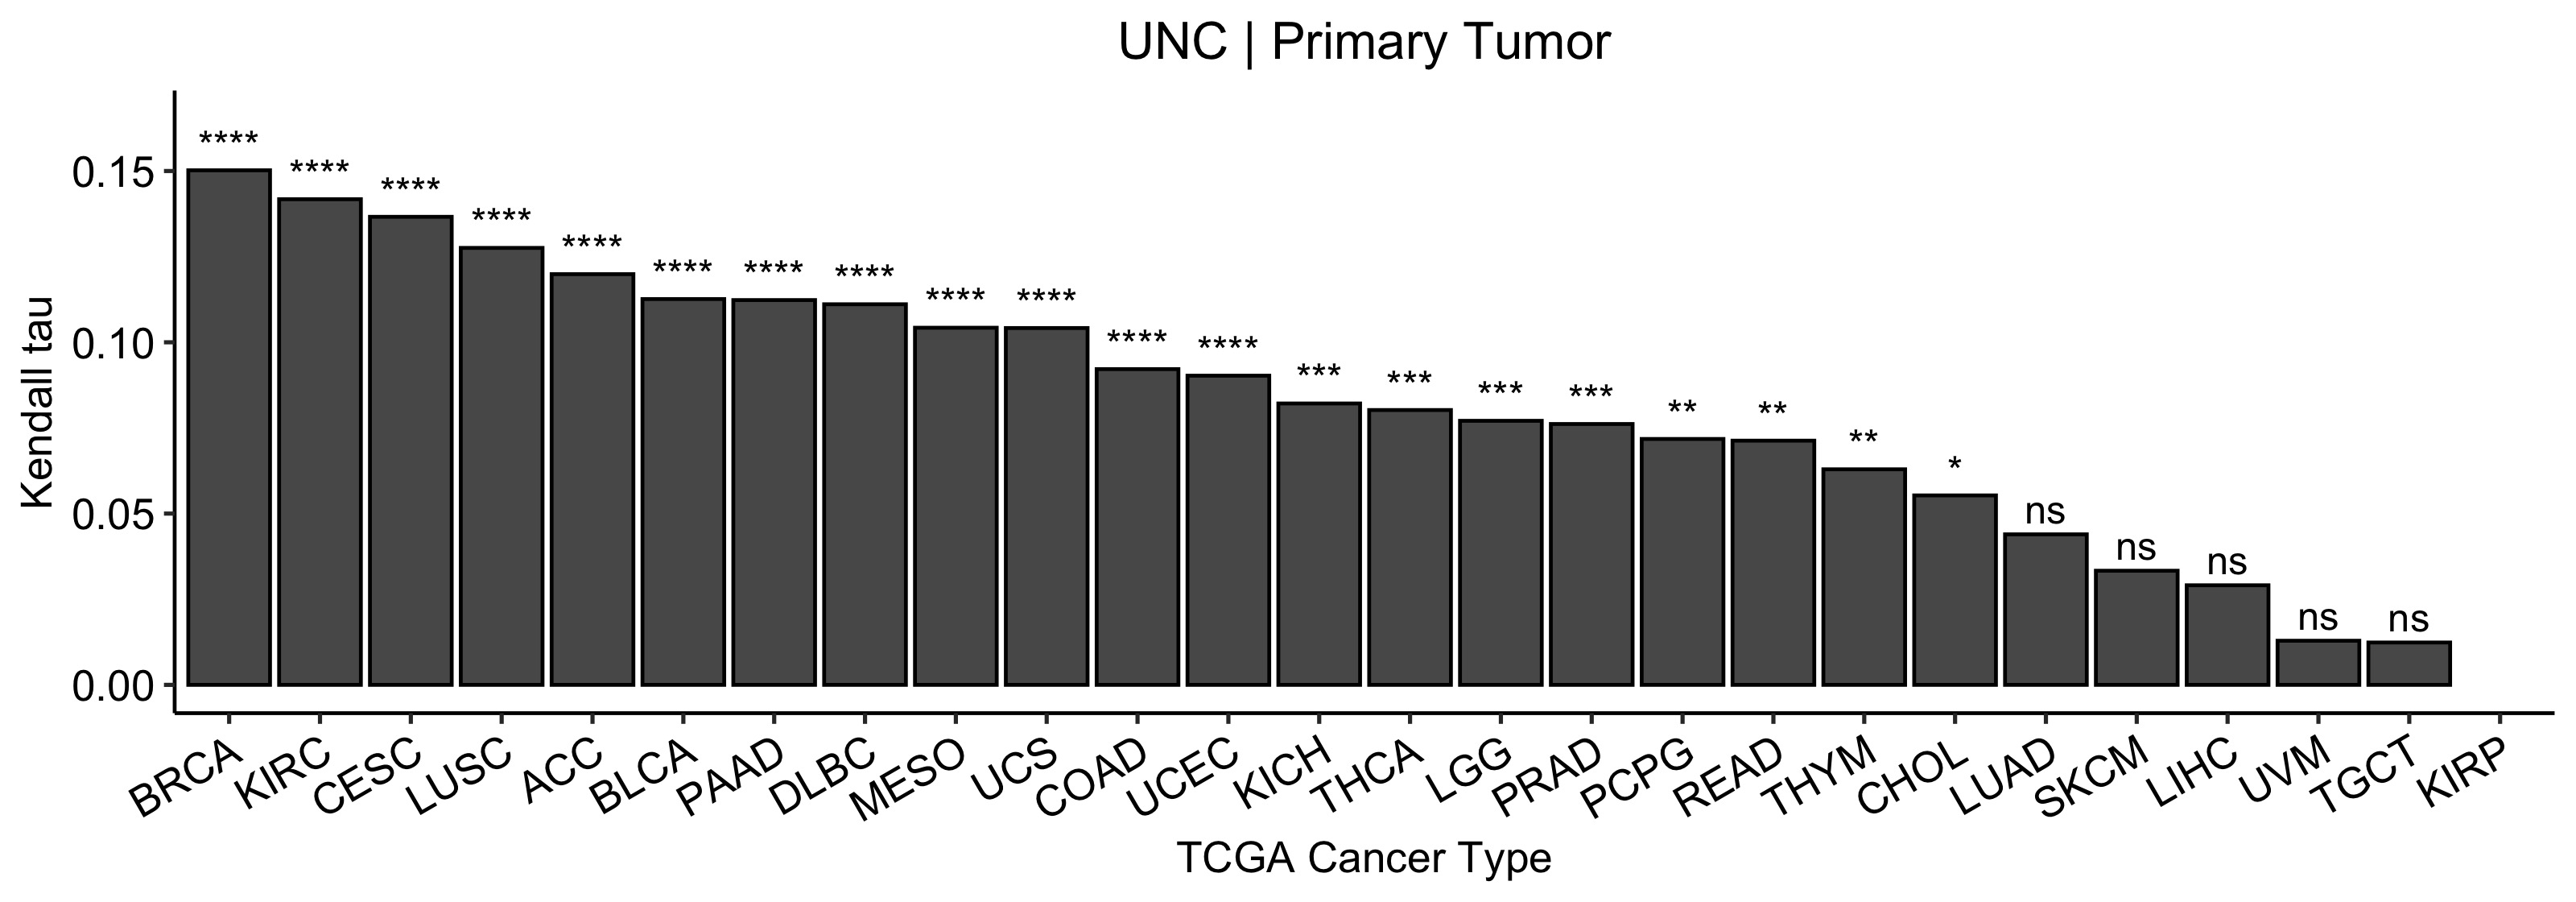 UNC | Primary Tumor
Kendall tau
0.15
0.10
0.05
0.00
**** **** **** **** **** **** **** **** **** **** **** **** *** *** *** *** ** ** ** * ns ns ns ns ns
BRCA KIRC CESC LUSC ACC BLCA PAAD DLBC MESO UCS COAD UCEC KICH THCA LGG PRAD PCPG READ THYM CHOL LUAD SKCM LIHC UVM TGCT KIRP
TCGA Cancer Type